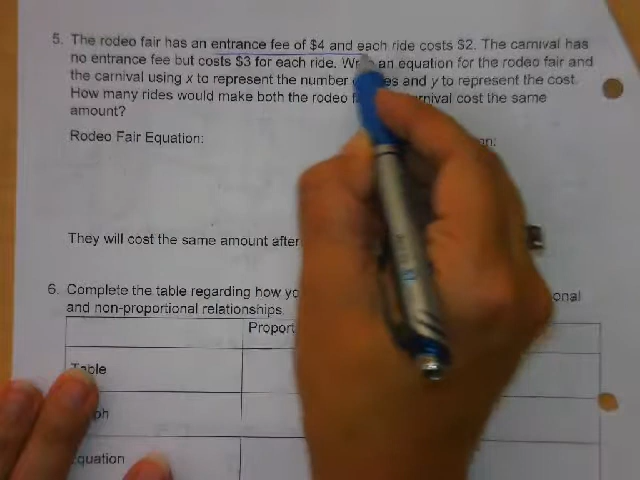 5. The rodeo fair has an entrance fee of $4 and each ride costs $2. The carnival has
no entrance fee but costs $3 for each ride. an equation for the rodeo fair and
the carnival using x to represent the number and y to represent the cost.
How many rides would make both the rodeo cost the same
amount?
Rodeo Fair Equation:
They will cost the same amount after
6. Complete the table regarding how
and non-proportional relationships.
Table